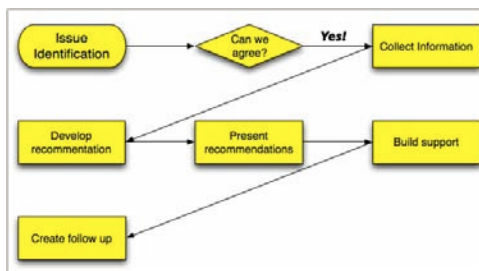 Issue
Identification
Can we
agree?
Yes!
Collect Information
Develop
recommentation
Present
recommendations
Build support
Create follow up